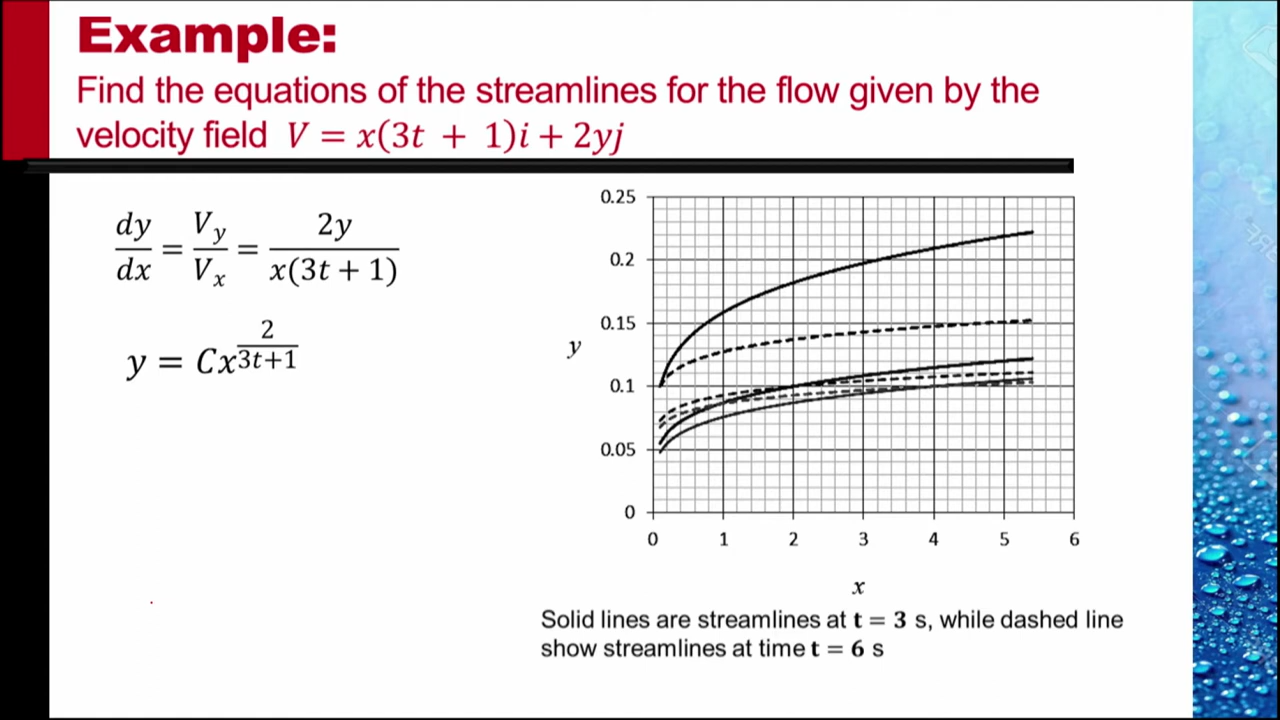 Example:
Find the equations of the streamlines for the flow given by the
velocity field V = x(3t + 1)i + 2yj
dy/dx = V_y/V_x = 2y/x(3t + 1)
y = Cx^{2/3t+1}
0.25
0.2
0.15
0.1
0.05
0
y
0 1 2 3 4 5 6
x
Solid lines are streamlines at t = 3 s, while dashed line
show streamlines at time t = 6 s